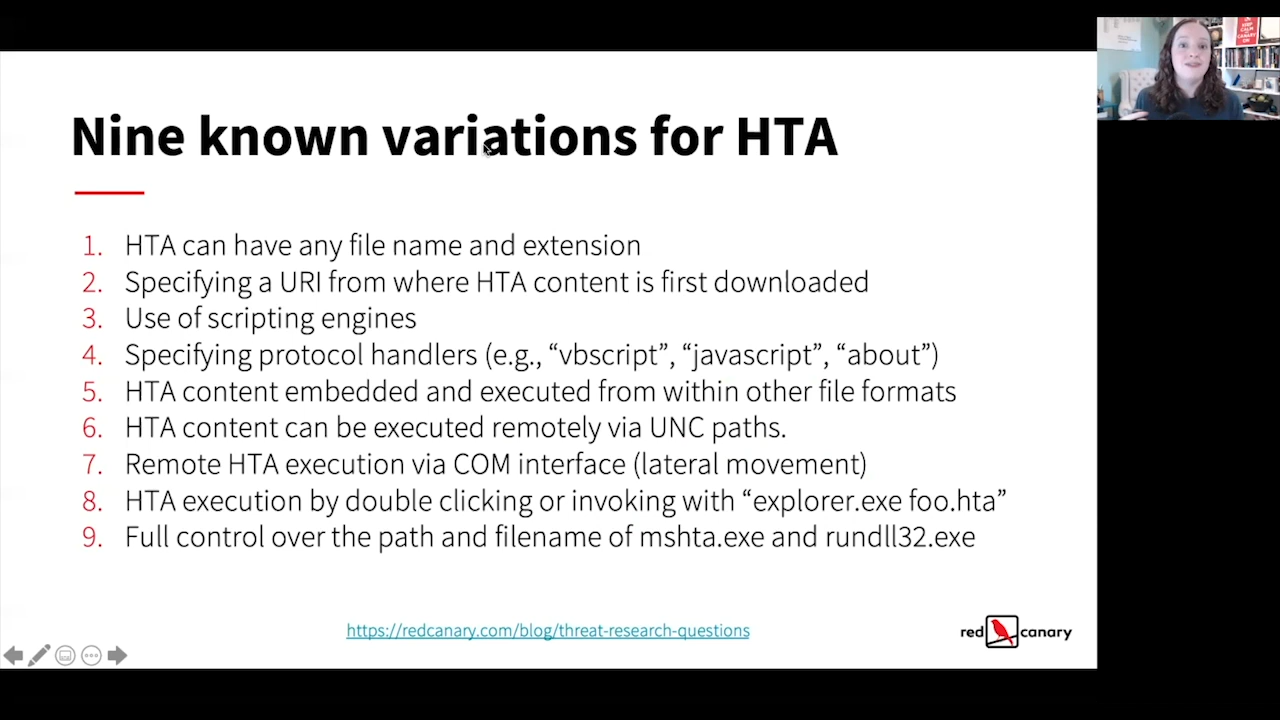 Nine known variations for HTA
1. HTA can have any file name and extension
2. Specifying a URI from where HTA content is first downloaded
3. Use of scripting engines
4. Specifying protocol handlers (e.g., “vbscript”, “javascript”, “about”)
5. HTA content embedded and executed from within other file formats
6. HTA content can be executed remotely via UNC paths.
7. Remote HTA execution via COM interface (lateral movement)
8. HTA execution by double clicking or invoking with “explorer.exe foo.hta”
9. Full control over the path and filename of mshta.exe and rundll32.exe
https://redcanary.com/blog/threat-research-questions
red canary
KEEP
CALM
CANARY
ON